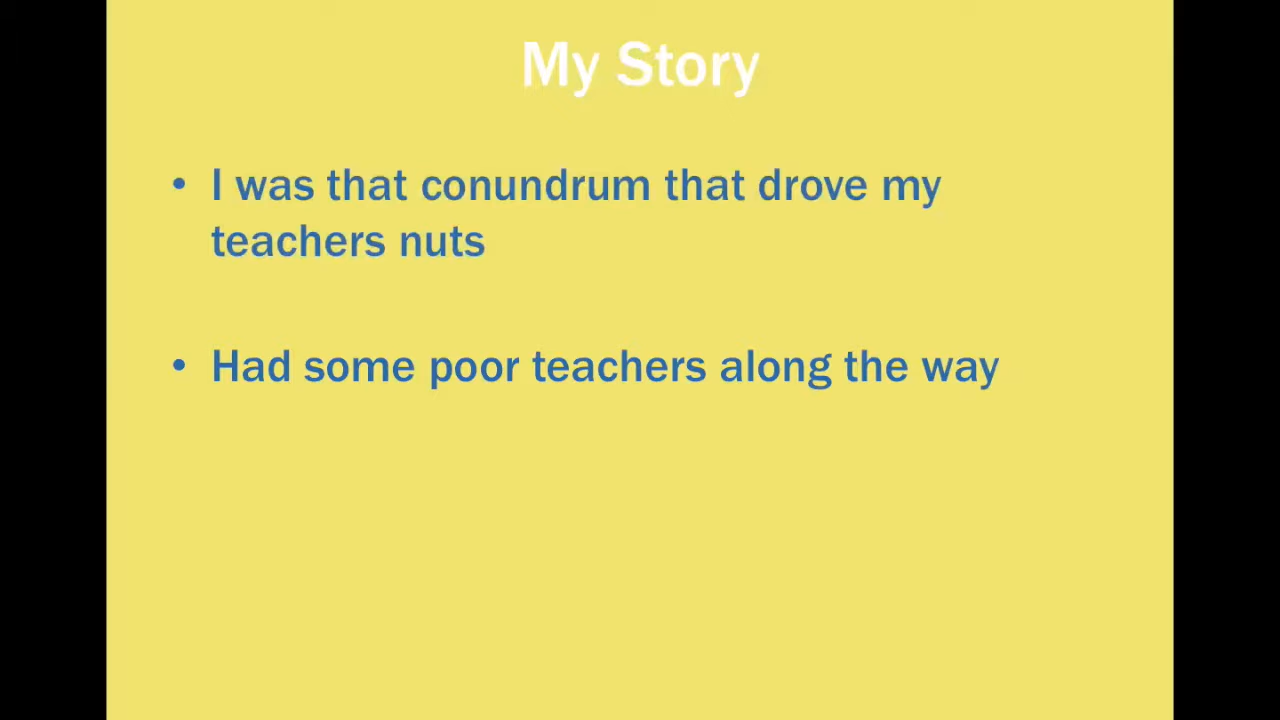 My Story
• I was that conundrum that drove my
teachers nuts
• Had some poor teachers along the way